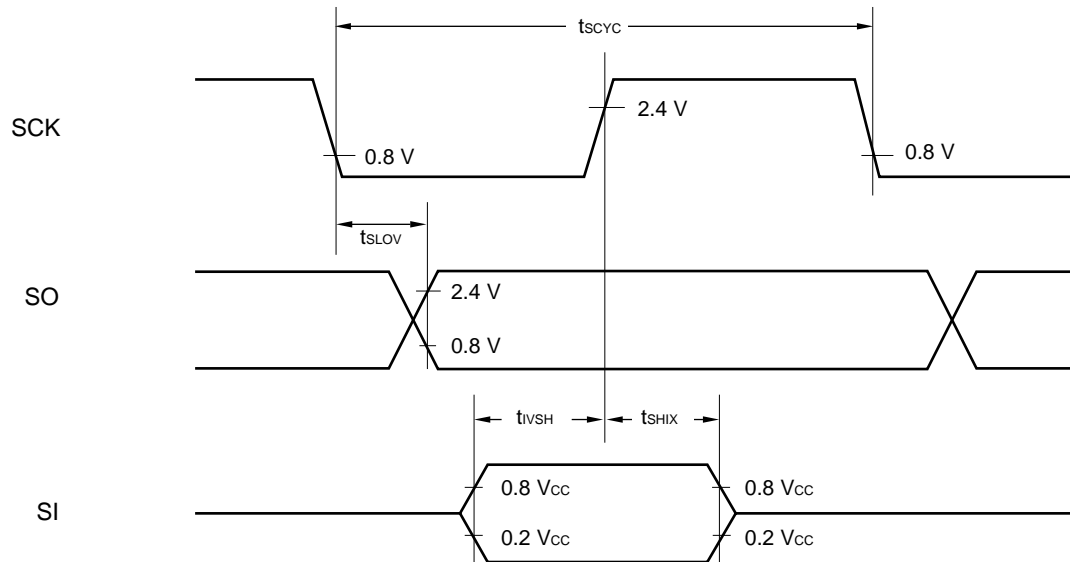 tSCYC
SCK
2.4 V
0.8 V
0.8 V
tSLOV
SO
2.4 V
0.8 V
tIVSH
tSHIX
SI
0.8 VCC
0.8 VCC
0.2 VCC
0.2 VCC